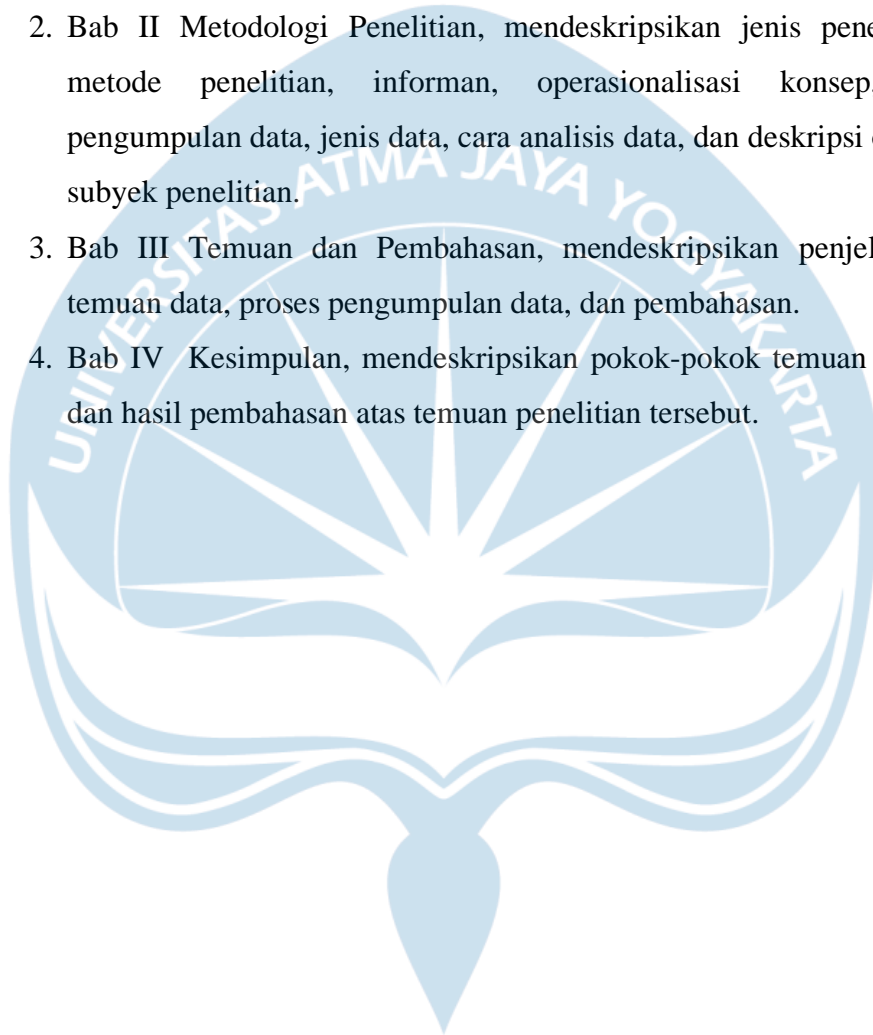 2. Bab II Metodologi Penelitian, mendeskripsikan jenis
metode penelitian, informan, operasionalisasi konsep
pengumpulan data, jenis data, cara analisis data, dan deskripsi
subyek penelitian.
3. Bab III Temuan dan Pembahasan, mendeskripsikan
temuan data, proses pengumpulan data, dan pembahasan.
4. Bab IV Kesimpulan, mendeskripsikan pokok-pokok temuan
dan hasil pembahasan atas temuan penelitian tersebut.
UNIVERSITAS ATMA JAYA YOGYAKARTA